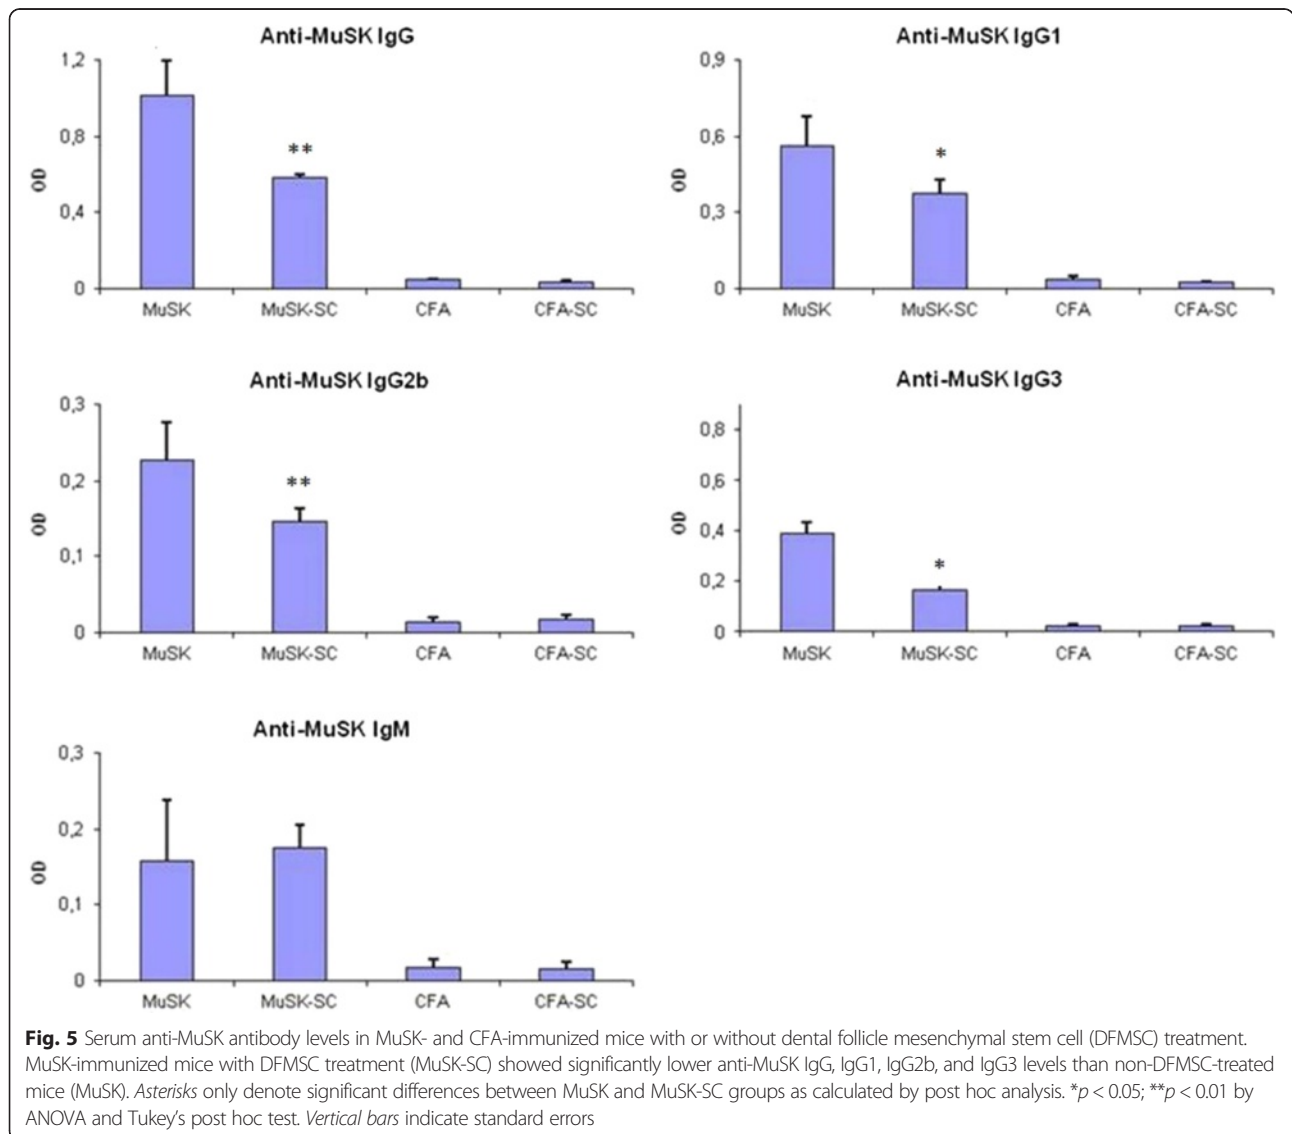 Anti-MuSK IgG
1,2
0,8
0,4
0
OD
**
MuSK MuSK-SC CFA CFA-SC
Anti-MuSK IgG1
0,9
0,6
0,3
0
OD
*
MuSK MuSK-SC CFA CFA-SC
Anti-MuSK IgG2b
0,3
0,2
0,1
0
OD
**
MuSK MuSK-SC CFA CFA-SC
Anti-MuSK IgG3
0,8
0,6
0,4
0,2
0
OD
*
MuSK MuSK-SC CFA CFA-SC
Anti-MuSK IgM
0,3
0,2
0,1
0
OD
MuSK MuSK-SC CFA CFA-SC
Fig. 5 Serum anti-MuSK antibody levels in MuSK- and CFA-immunized mice with or without dental follicle mesenchymal stem cell (DFMSC) treatment.
MuSK-immunized mice with DFMSC treatment (MuSK-SC) showed significantly lower anti-MuSK IgG, IgG1, IgG2b, and IgG3 levels than non-DFMSC-treated
mice (MuSK). Asterisks only denote significant differences between MuSK and MuSK-SC groups as calculated by post hoc analysis. *p < 0.05; **p < 0.01 by
ANOVA and Tukey’s post hoc test. Vertical bars indicate standard errors